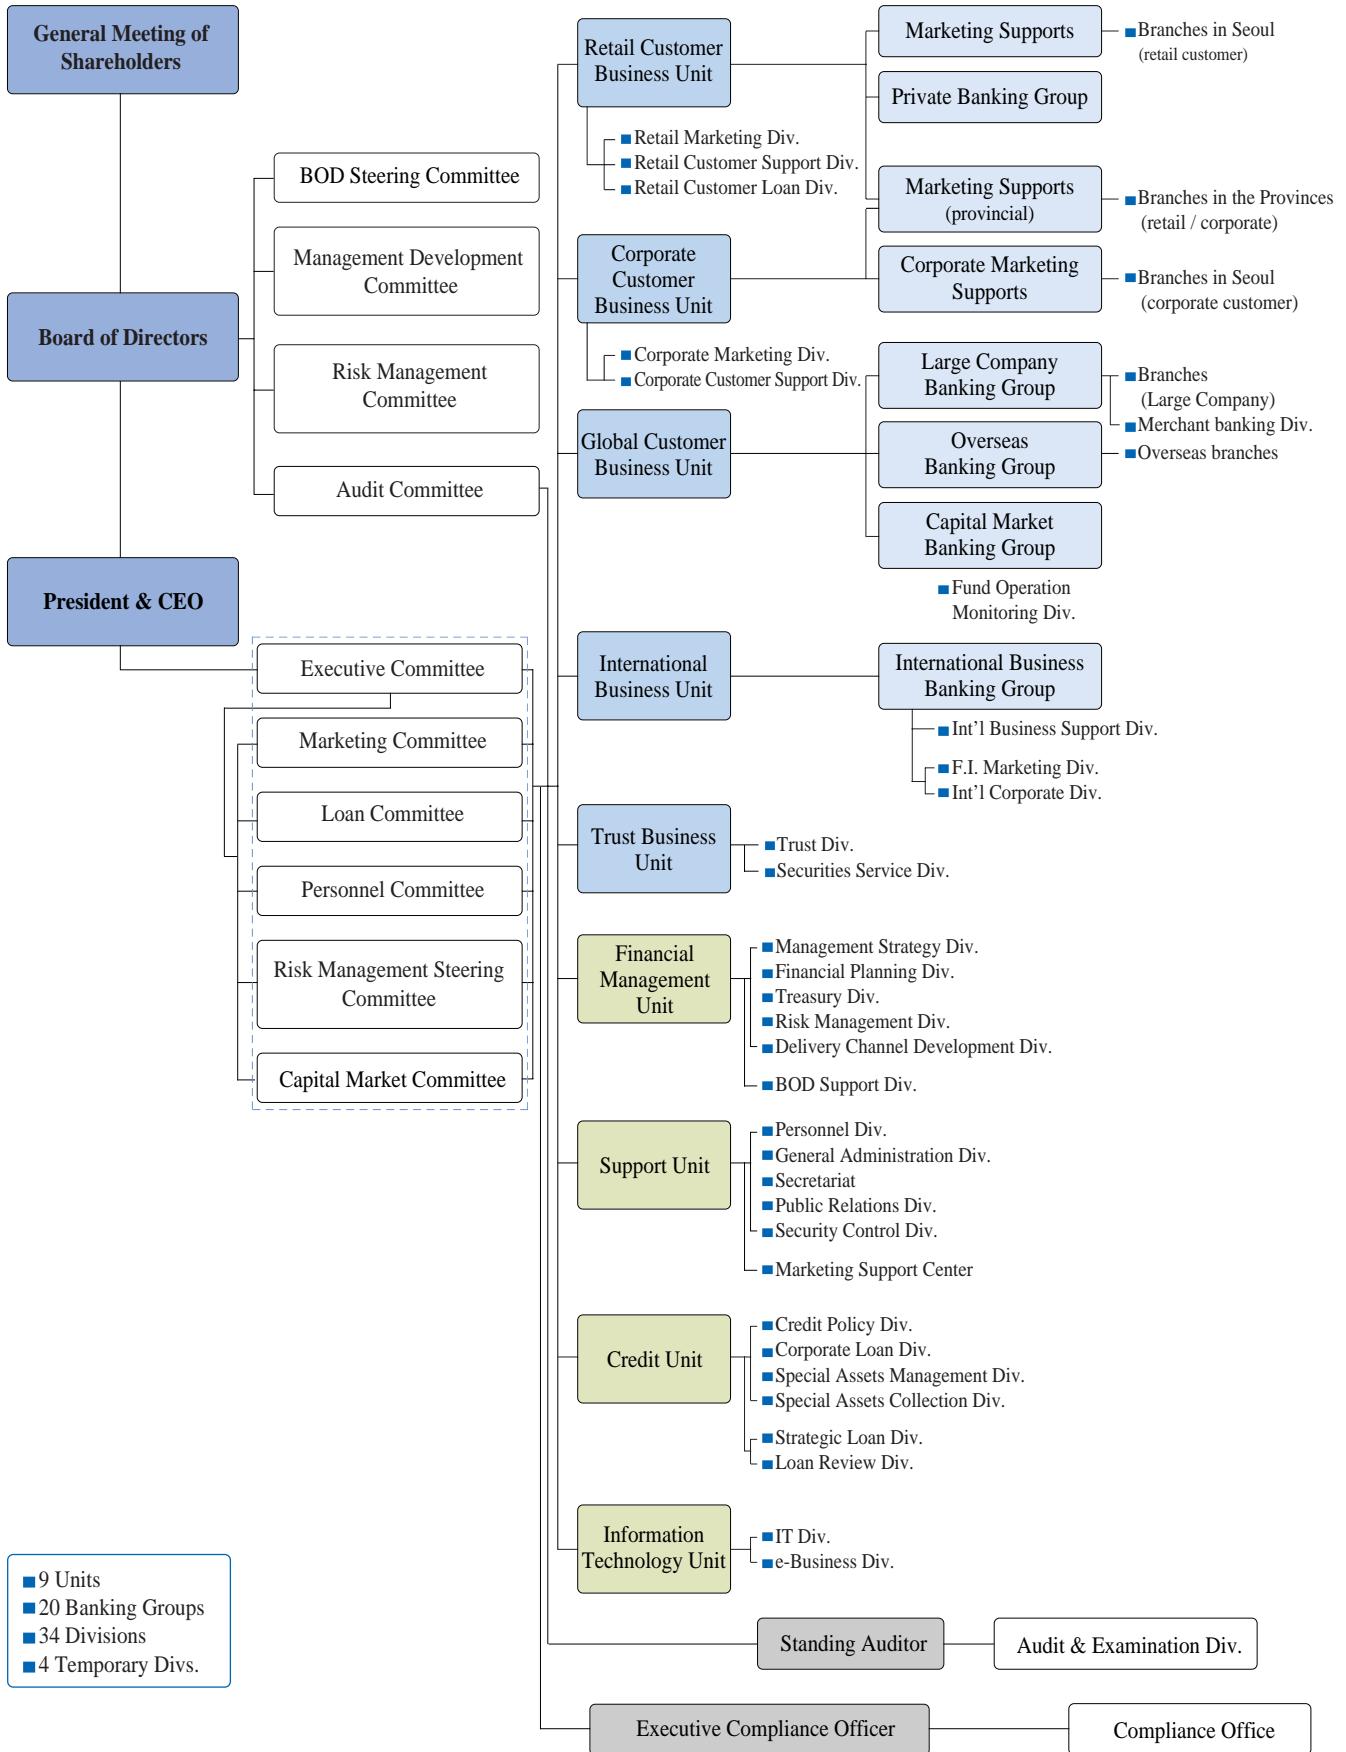 General Meeting of
Shareholders
Board of Directors
President & CEO
BOD Steering Committee
Management Development
Committee
Risk Management
Committee
Audit Committee
Executive Committee
Marketing Committee
Loan Committee
Personnel Committee
Risk Management Steering
Committee
Capital Market Committee
Retail Customer
Business Unit
Retail Marketing Div.
Retail Customer Support Div.
Retail Customer Loan Div.
Marketing Supports
Branches in Seoul
(retail customer)
Private Banking Group
Marketing Supports
(provincial)
Branches in the Provinces
(retail / corporate)
Corporate
Customer
Business Unit
Corporate Marketing Div.
Corporate Customer Support Div.
Corporate Marketing
Supports
Branches in Seoul
(corporate customer)
Global Customer
Business Unit
Large Company
Banking Group
Branches
(Large Company)
Merchant banking Div.
Overseas
Banking Group
Overseas branches
Capital Market
Banking Group
Fund Operation
Monitoring Div.
International
Business Unit
International Business
Banking Group
Int’l Business Support Div.
F.I. Marketing Div.
Int’l Corporate Div.
Trust Business
Unit
Trust Div.
Securities Service Div.
Financial
Management
Unit
Management Strategy Div.
Financial Planning Div.
Treasury Div.
Risk Management Div.
Delivery Channel Development Div.
BOD Support Div.
Support Unit
Personnel Div.
General Administration Div.
Secretariat
Public Relations Div.
Security Control Div.
Marketing Support Center
Credit Unit
Credit Policy Div.
Corporate Loan Div.
Special Assets Management Div.
Special Assets Collection Div.
Strategic Loan Div.
Loan Review Div.
Information
Technology Unit
IT Div.
e-Business Div.
Standing Auditor
Audit & Examination Div.
Executive Compliance Officer
Compliance Office
9 Units
20 Banking Groups
34 Divisions
4 Temporary Divs.